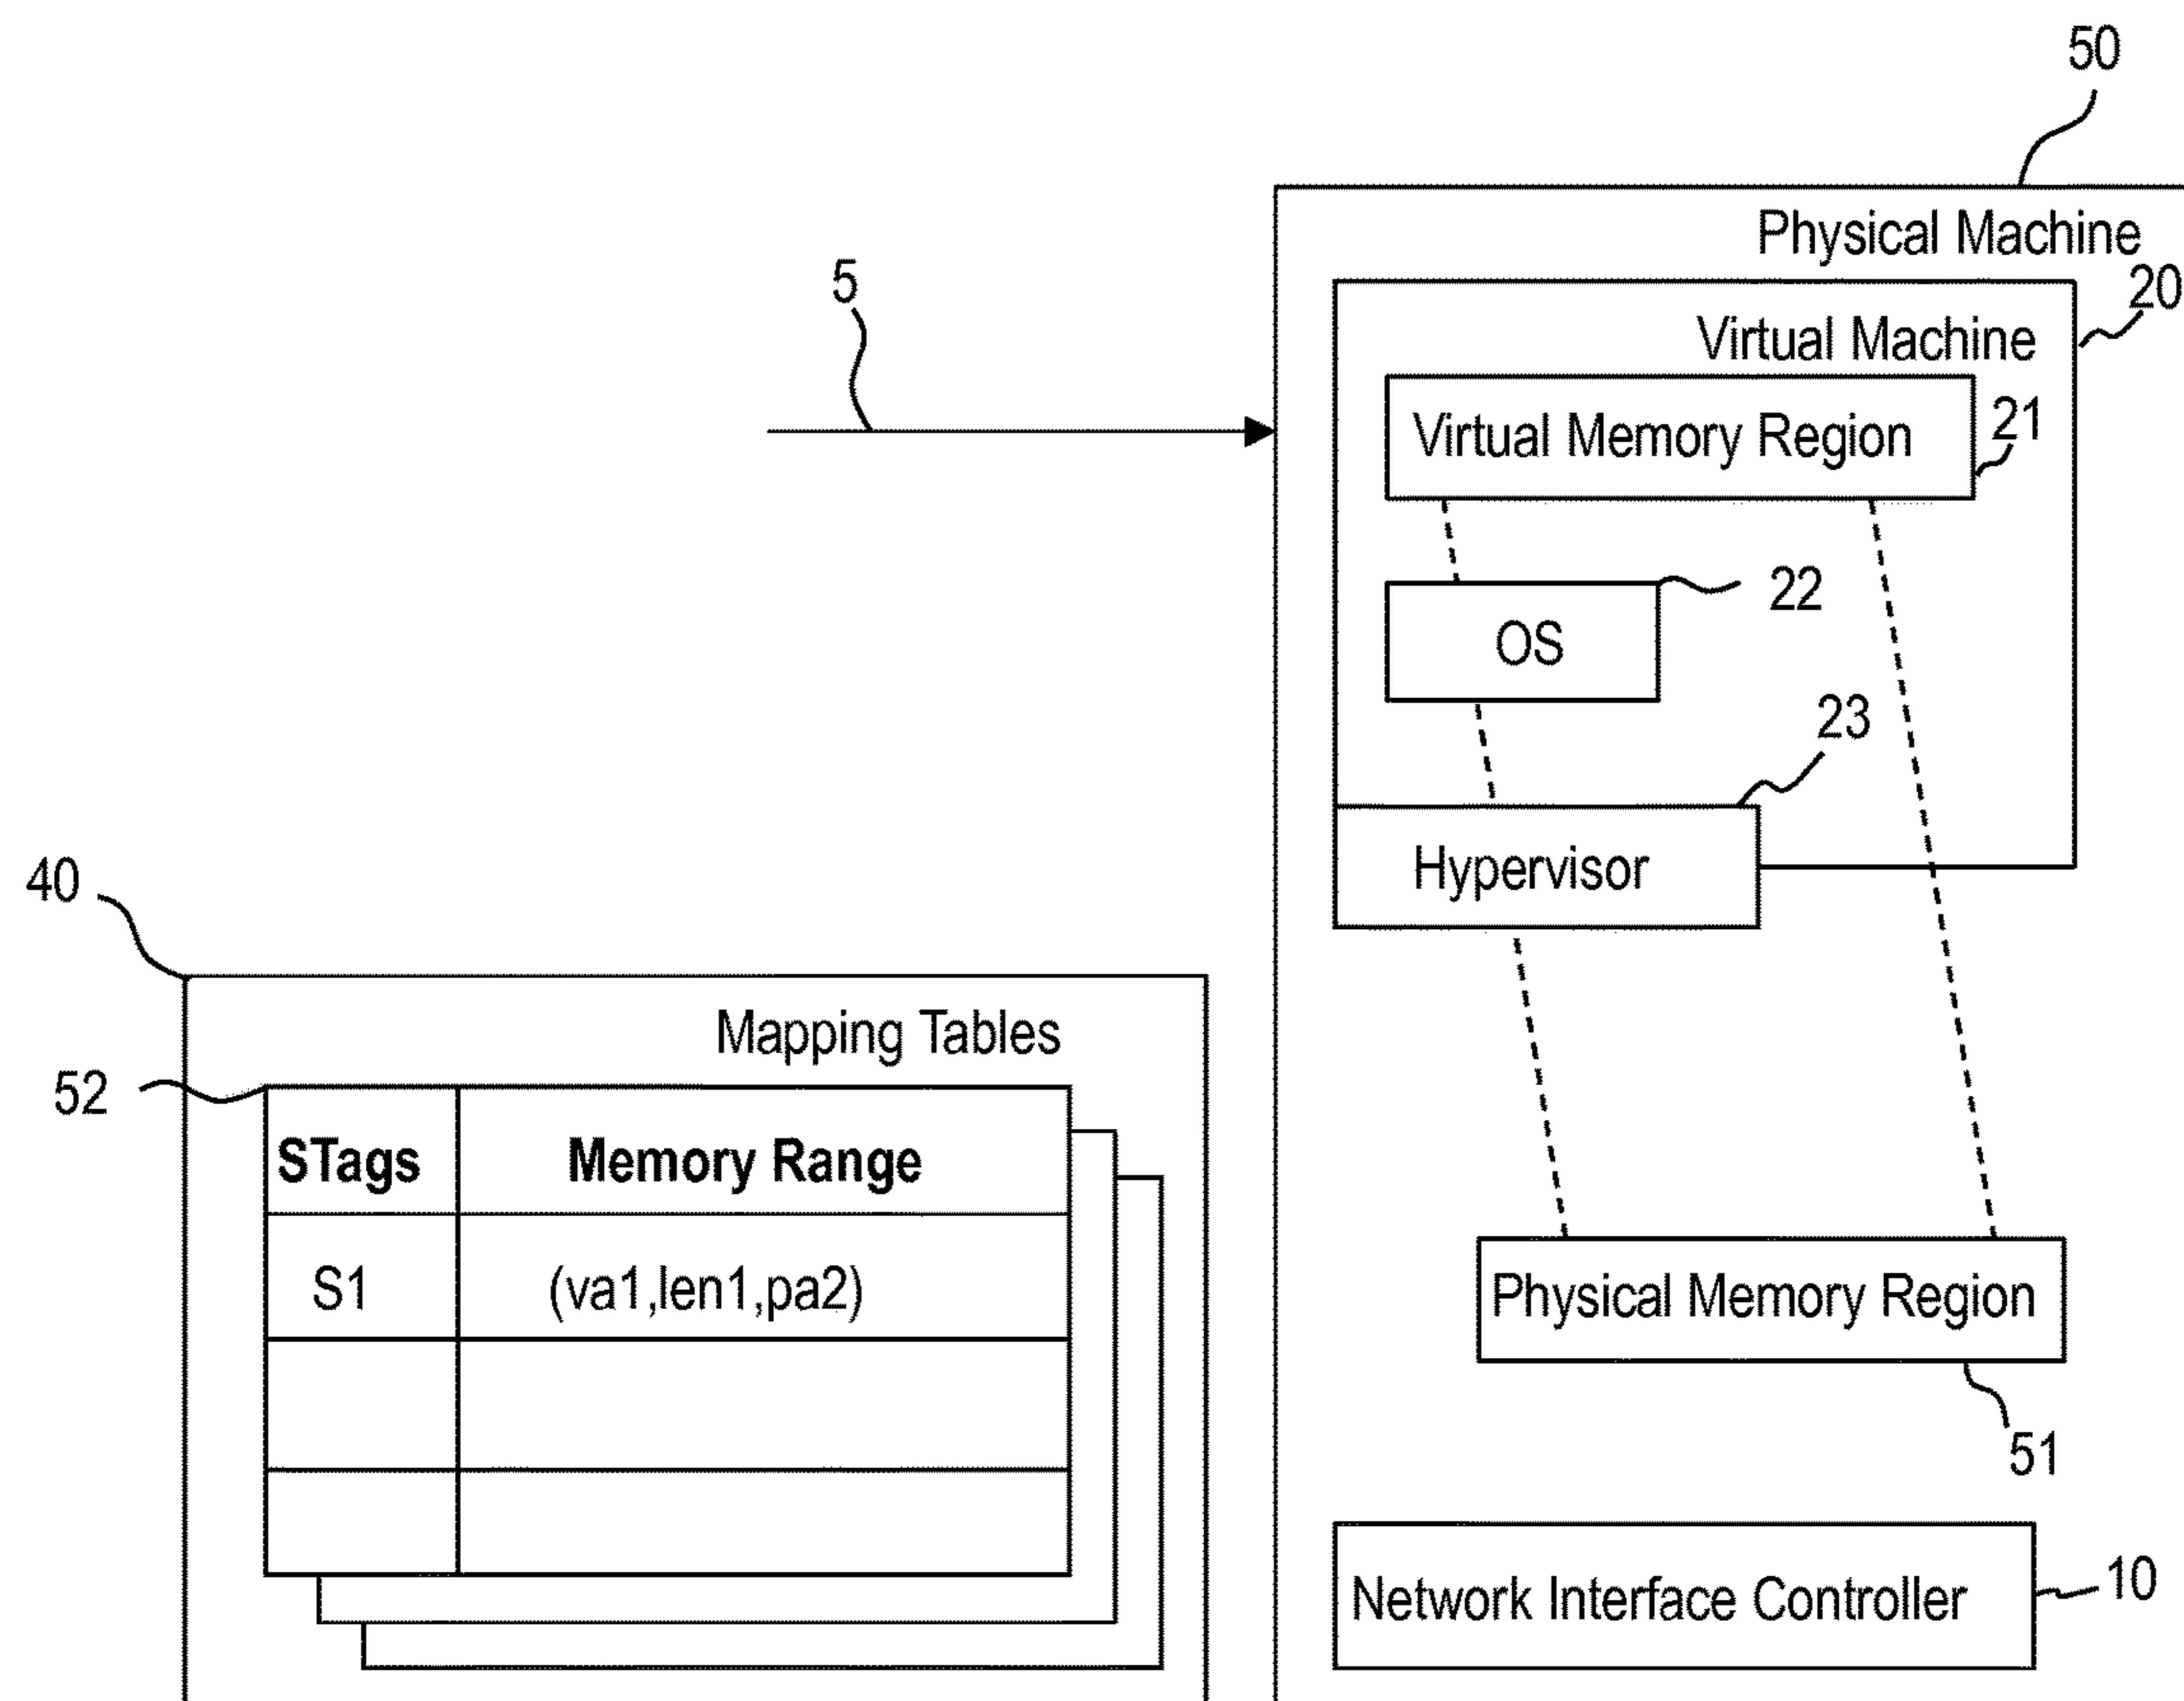 50
Physical Machine
20
5
Virtual Machine
Virtual Memory Region
21
22
OS
23
Hypervisor
40
Mapping Tables
52
STags Memory Range
S1 (va1,len1,pa2)
Physical Memory Region
51
Network Interface Controller
10